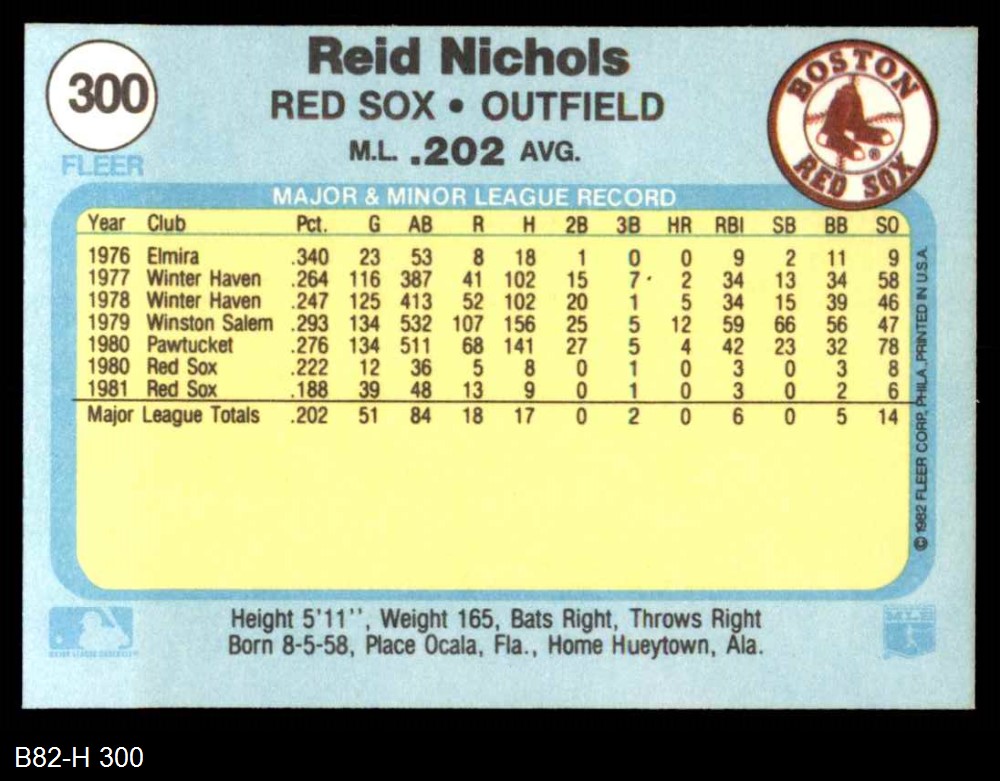 300
FLEER
Reid Nichols
RED SOX • OUTFIELD
M.L. .202 AVG.
BOSTON
RED SOX
®
MAJOR & MINOR LEAGUE RECORD
Year Club Pct. G AB R H 2B 3B HR RBI SB BB SO
1976 Elmira .340 23 53 8 18 1 0 0 9 2 11 9
1977 Winter Haven .264 116 387 41 102 15 7 2 34 13 34 58
1978 Winter Haven .247 125 413 52 102 20 1 5 34 15 39 46
1979 Winston Salem .293 134 532 107 156 25 5 12 59 66 56 47
1980 Pawtucket .276 134 511 68 141 27 5 4 42 23 32 78
1980 Red Sox .222 12 36 5 8 0 1 0 3 0 3 8
1981 Red Sox .188 39 48 13 9 0 1 0 3 0 2 6
Major League Totals .202 51 84 18 17 0 2 0 6 0 5 14
© 1982 FLEER CORP., PHILA. PRINTED IN U.S.A.
Height 5'11'', Weight 165, Bats Right, Throws Right
Born 8-5-58, Place Ocala, Fla., Home Hueytown, Ala.
MAJOR LEAGUE BASEBALL
B82-H 300